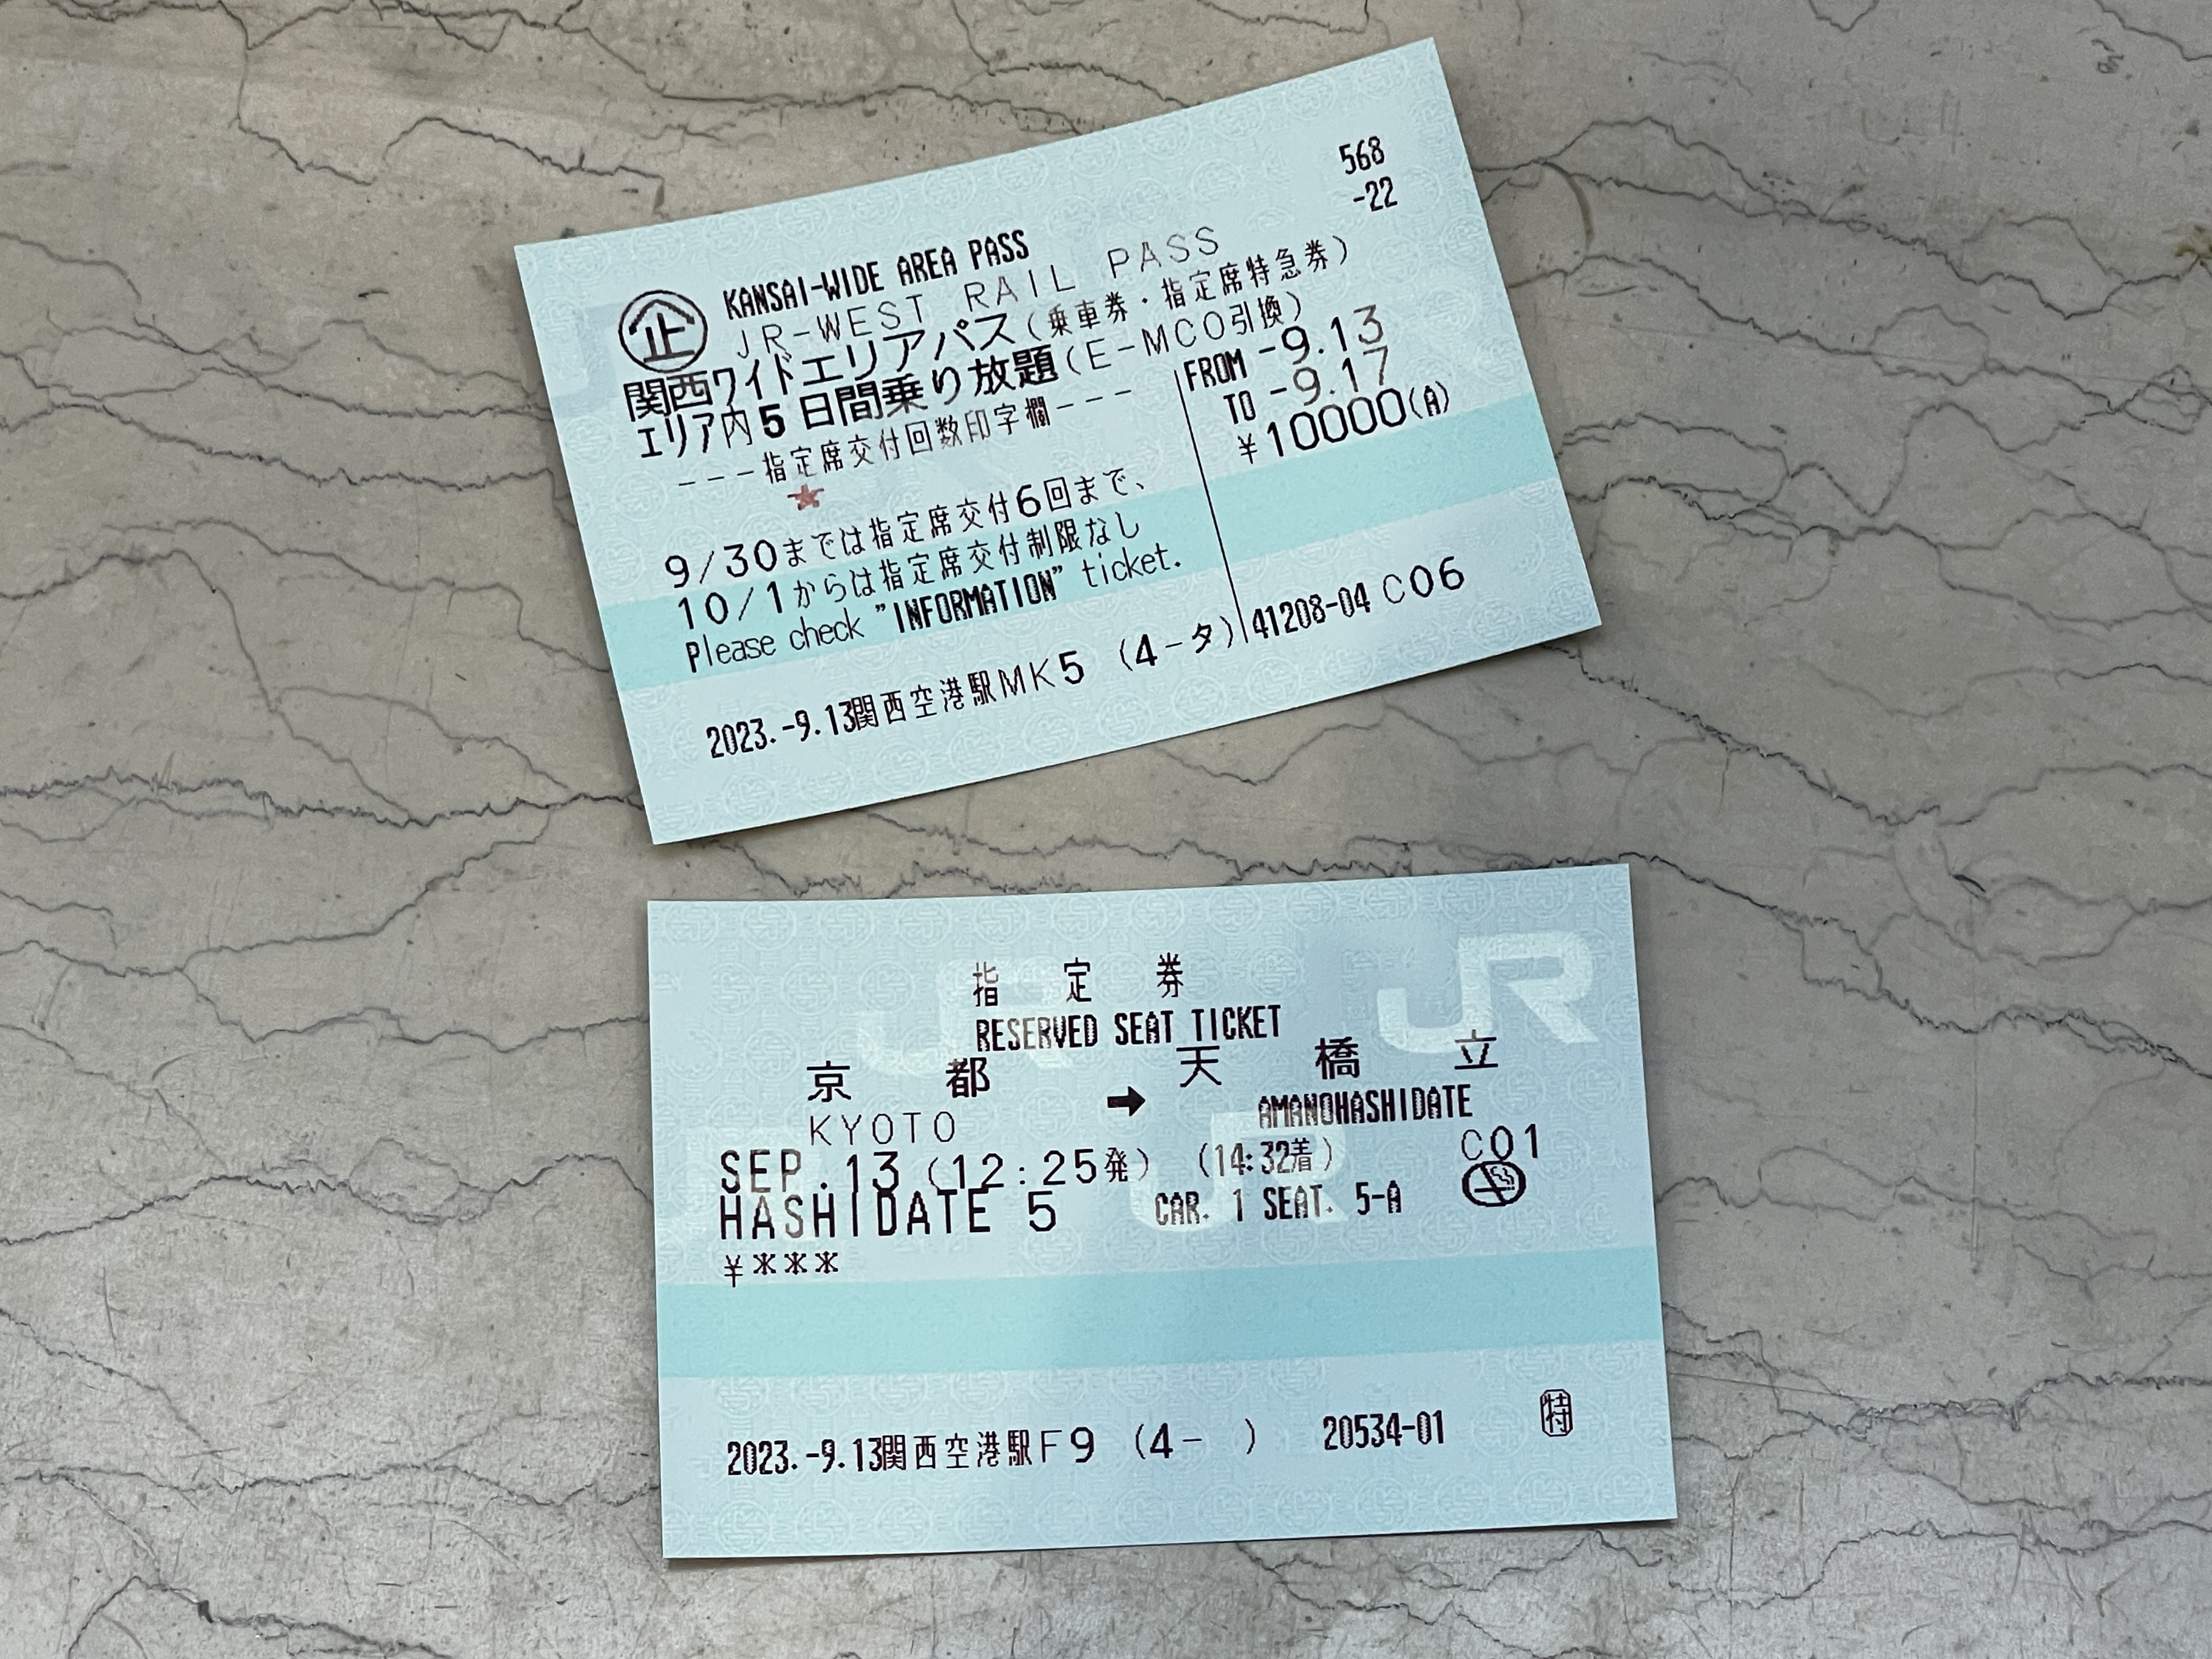 568
-22
企 KANSAI-WIDE AREA PASS
JR-WEST RAIL PASS
関西ワイドエリアパス(乗車券・指定席特急券)
エリア内5日間乗り放題(E-MCO引換)
---指定席交付回数印字欄---
FROM -9.13
TO -9.17
¥10000(A)
★
9/30までは指定席交付6回まで、
10/1からは指定席交付制限なし
Please check "INFORMATION" ticket.
2023.-9.13関西空港駅MK5 (4-タ) 41208-04 C06
JR JR
指 定 券
RESERVED SEAT TICKET
京 都 ➡ 天 橋 立
KYOTO AMANOHASHIDATE
SEP.13(12:25発) (14:32着) C01
HASHIDATE 5 CAR. 1 SEAT. 5-A
¥***
2023.-9.13関西空港駅F9 (4- ) 20534-01 特付